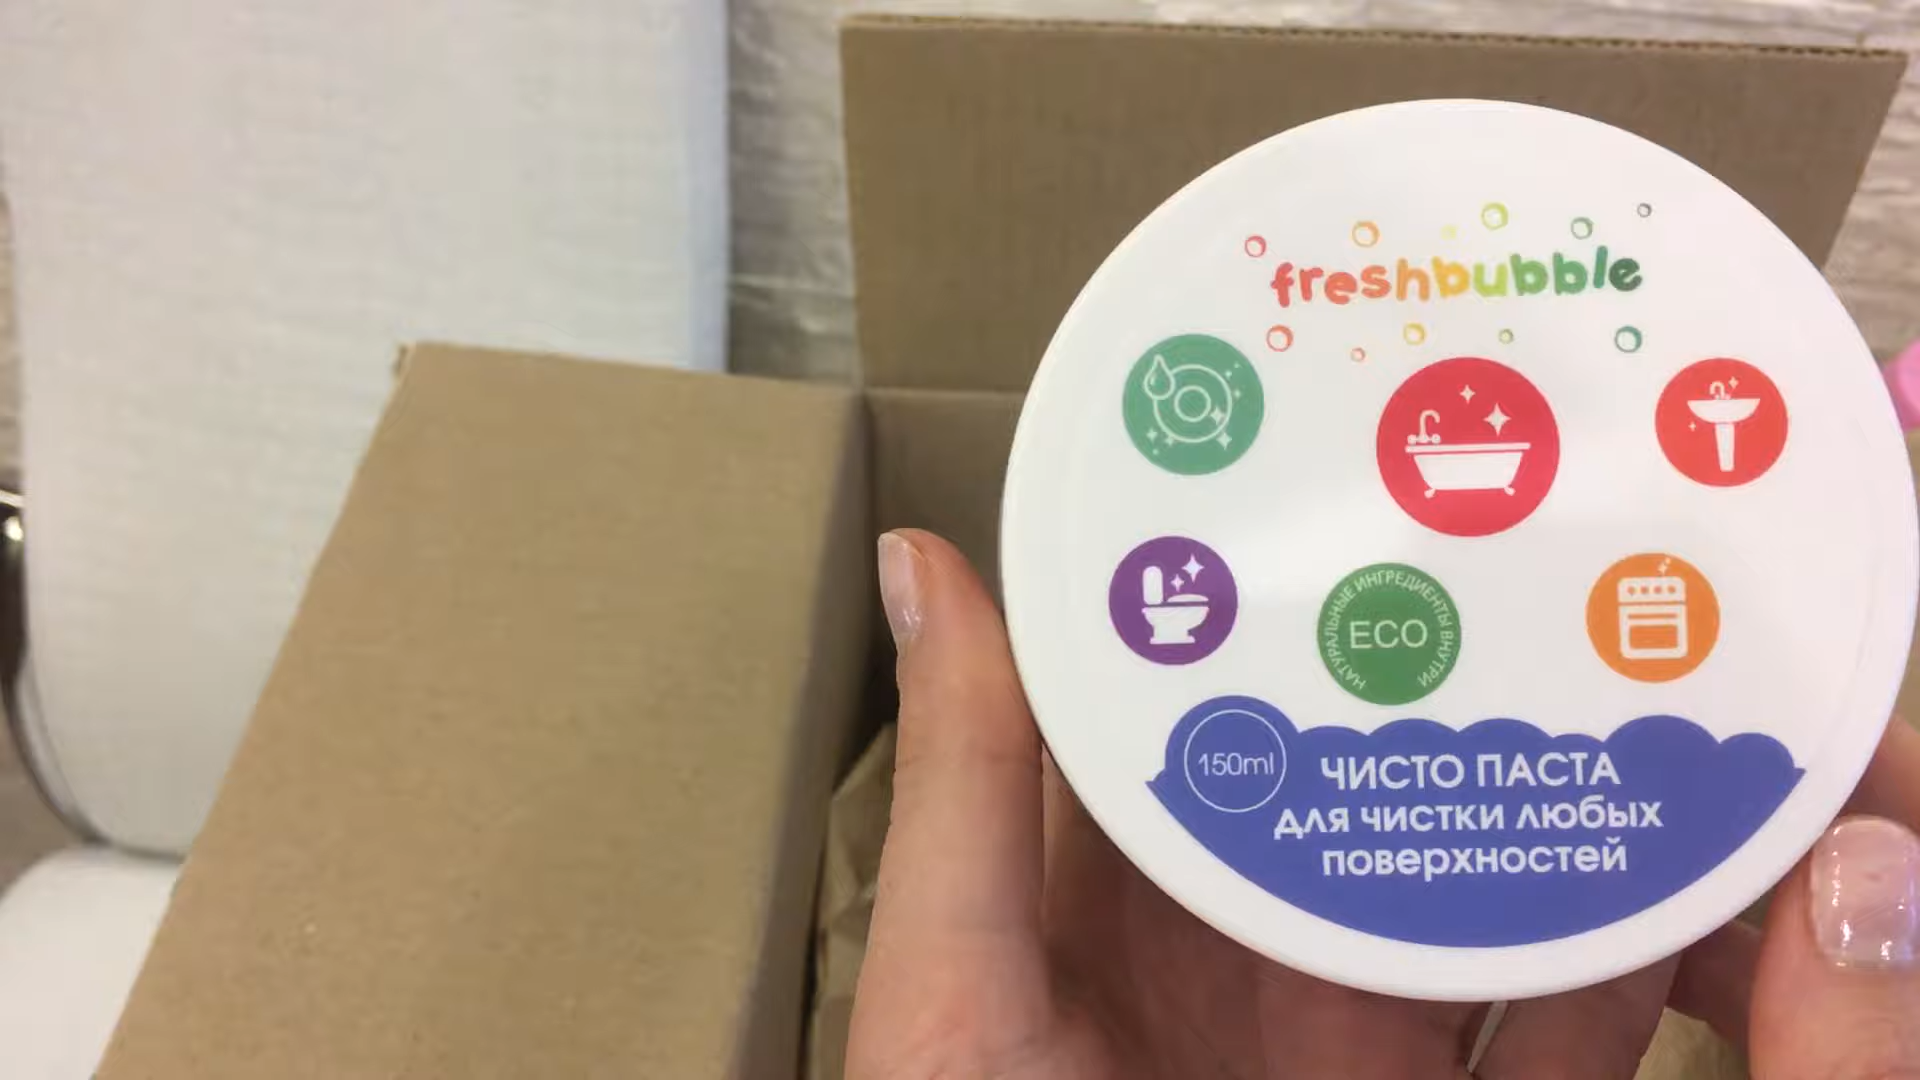 freshbubble
НАТУРАЛЬНЫЕ ИНГРЕДИЕНТЫ ВНУТРИ
ECO
150ml
ЧИСТО ПАСТА
для чистки любых
поверхностей